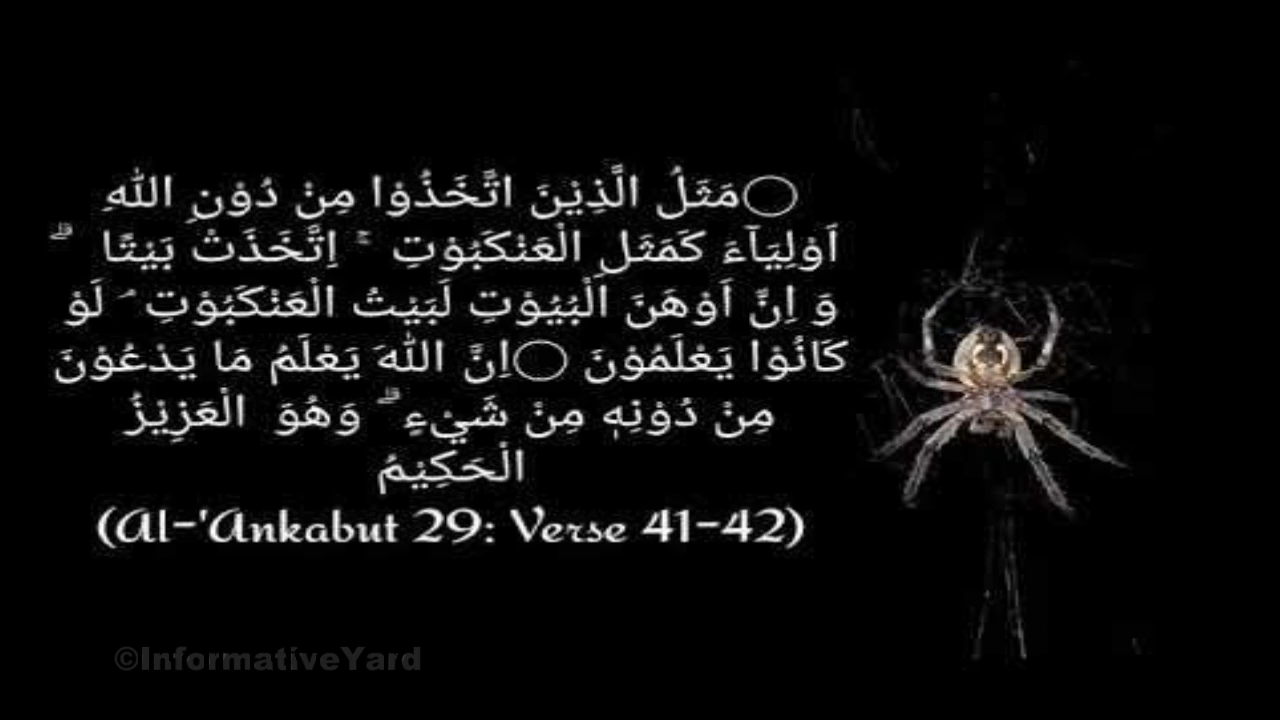 ○مَثَلُ الَّذِیْنَ اتَّخَذُوْا مِنْ دُوْنِ اللّٰهِ
اَوْلِیَآءَ كَمَثَلِ الْعَنْكَبُوْتِ ۚۖ اِتَّخَذَتْ بَیْتًا ؕ
وَ اِنَّ اَوْهَنَ الْبُیُوْتِ لَبَیْتُ الْعَنْكَبُوْتِ ۘ لَوْ
كَانُوْا یَعْلَمُوْنَ ○اِنَّ اللّٰهَ یَعْلَمُ مَا یَدْعُوْنَ
مِنْ دُوْنِهٖ مِنْ شَیْءٍ ؕ وَهُوَ الْعَزِیْزُ
الْحَكِیْمُ
(Al-'Ankabut 29: Verse 41-42)
©InformativeYard